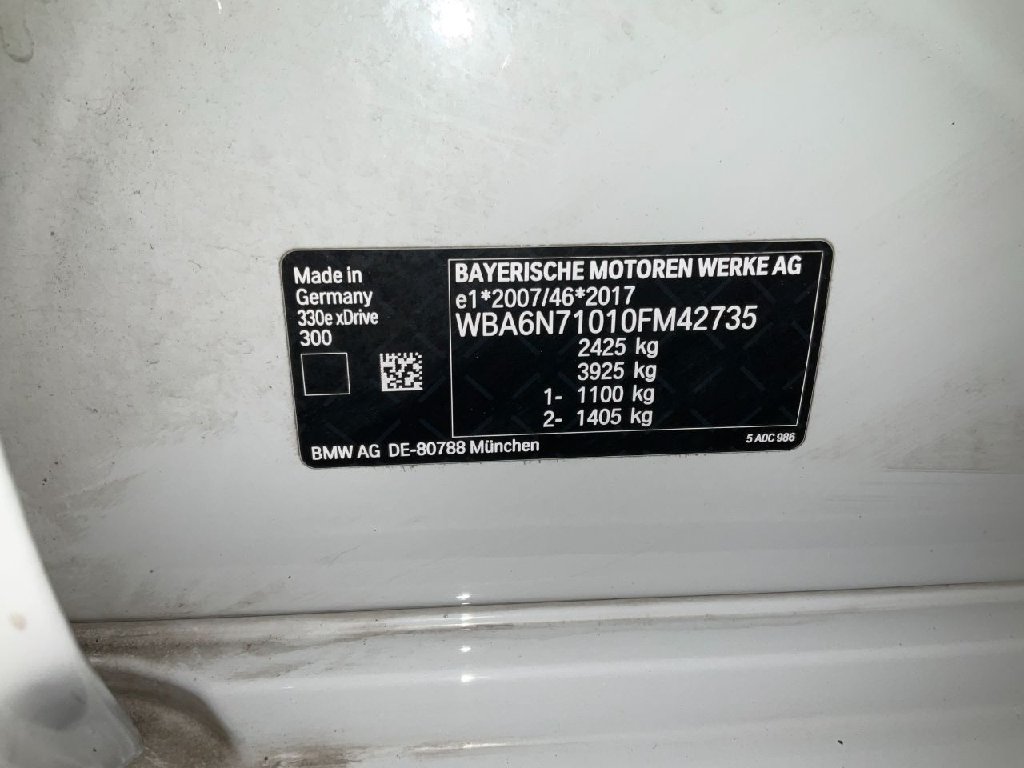 Made in
Germany
330e xDrive
300
BAYERISCHE MOTOREN WERKE AG
e1*2007/46*2017
WBA6N71010FM42735
2425 kg
3925 kg
1- 1100 kg
2- 1405 kg
BMW AG DE-80788 München
5 A0C 986